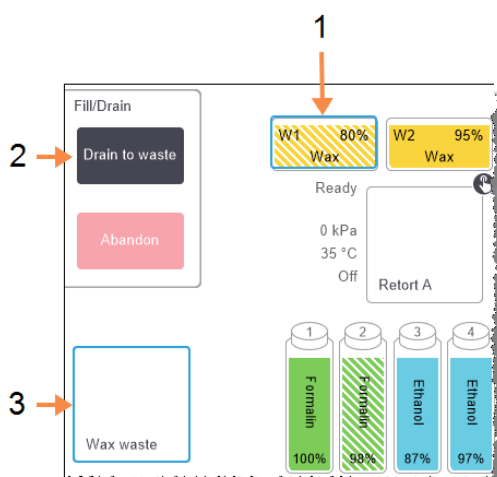 1
Fill/Drain
2
Drain to waste
Abandon
W1 80%
Wax
W2 95%
Wax
Ready
0 kPa
35 °C
Off
Retort A
3
Wax waste
1
Formalin
100%
2
Formalin
98%
3
Ethanol
87%
4
Ethanol
97%